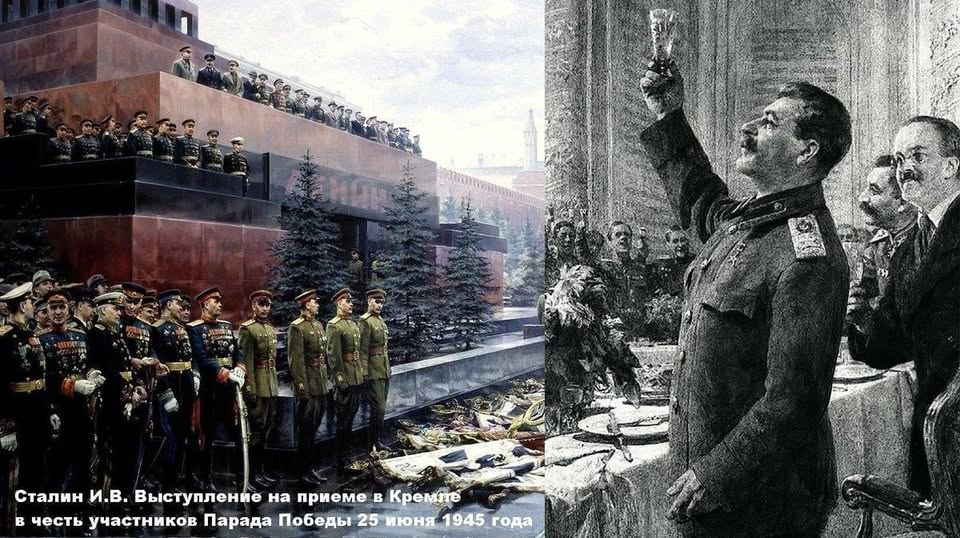 Сталин И.В. Выступление на приеме в Кремле
в честь участников Парада Победы 25 июня 1945 года